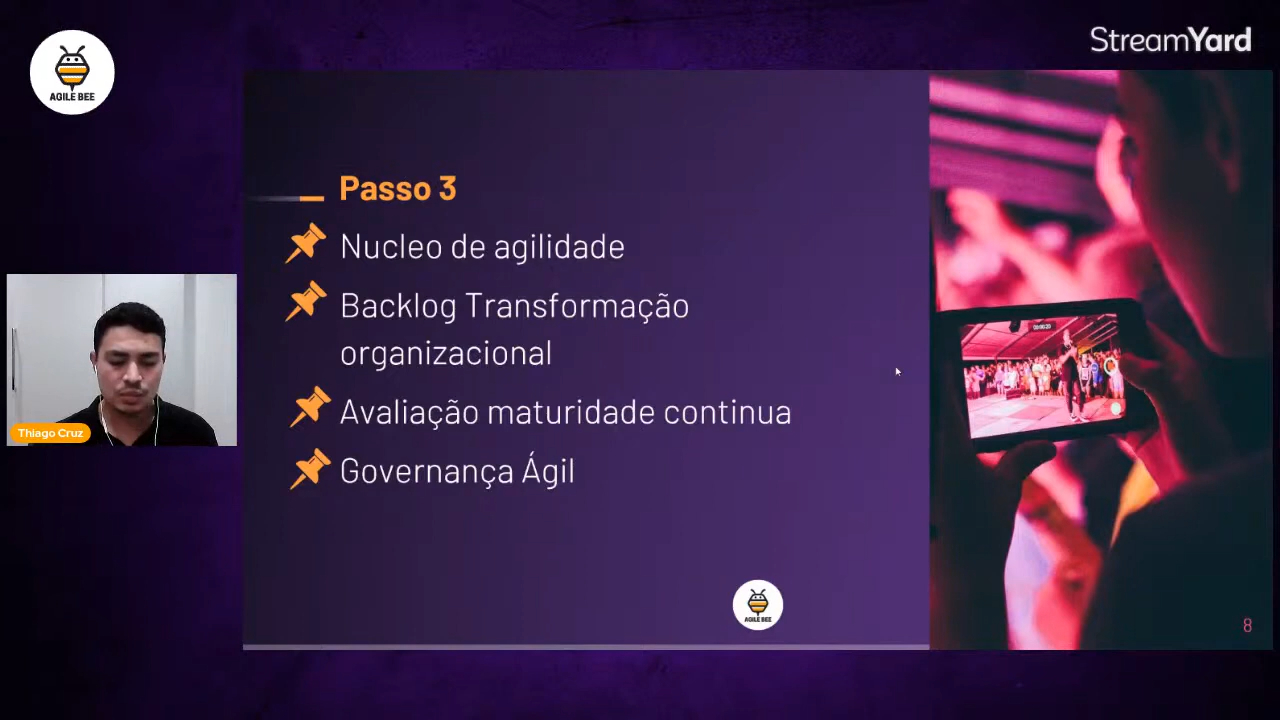 AGILE BEE
StreamYard
Passo 3
Nucleo de agilidade
Backlog Transformação
organizacional
Avaliação maturidade continua
Governança Ágil
Thiago Cruz
AGILE BEE
8